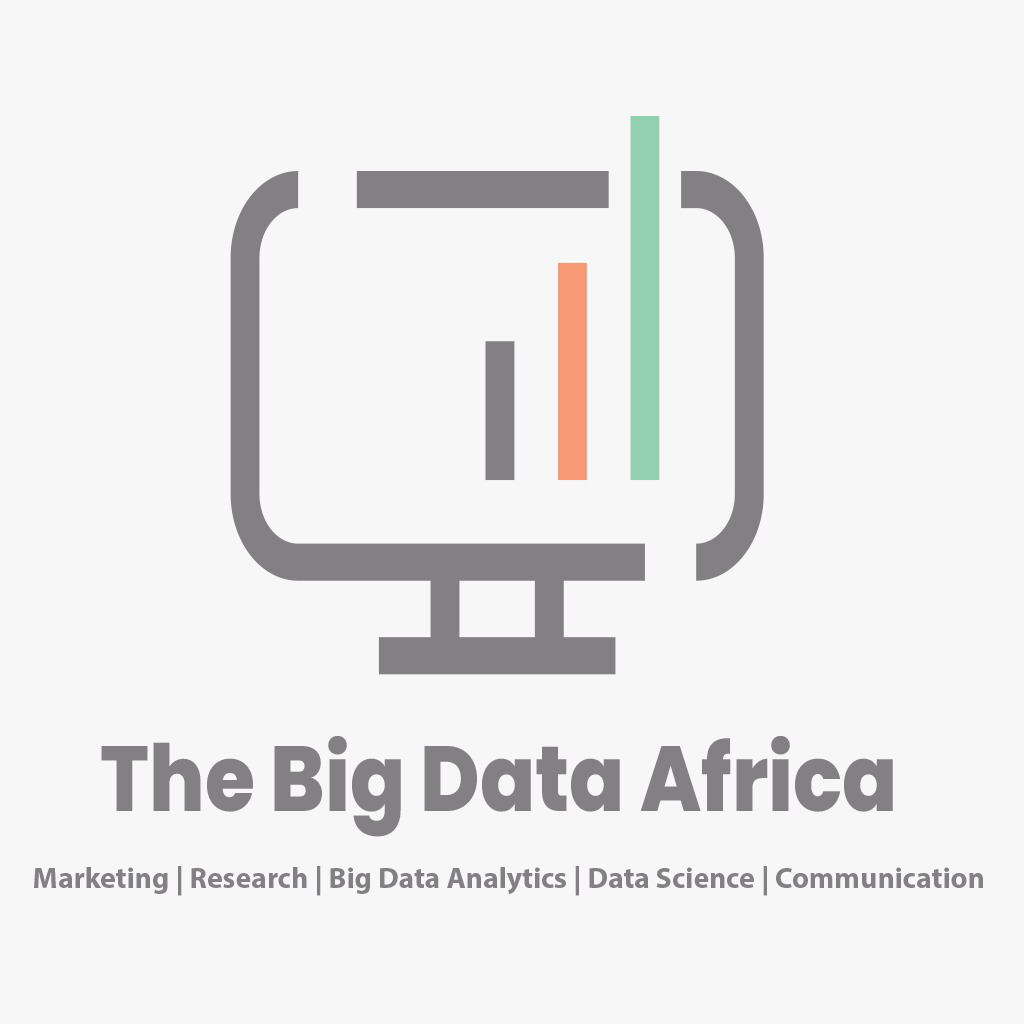 The Big Data Africa
Marketing | Research | Big Data Analytics | Data Science | Communication